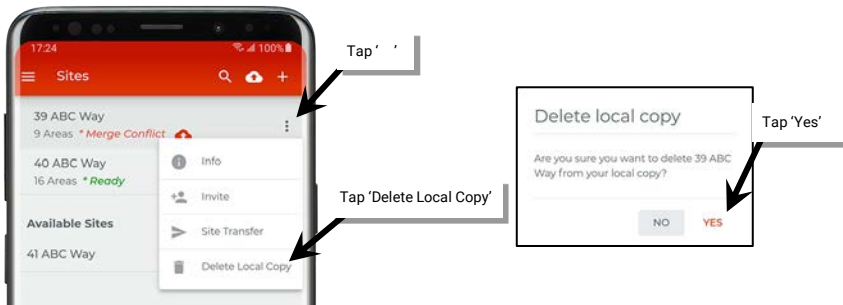 17:24
100%
Sites
39 ABC Way
9 Areas * Merge Conflict
40 ABC Way
16 Areas * Ready
Available Sites
41 ABC Way
Info
Invite
Site Transfer
Delete Local Copy
Tap ‘ ’
Tap ‘Delete Local Copy’
Delete local copy
Are you sure you want to delete 39 ABC
Way from your local copy?
NO YES
Tap ‘Yes’